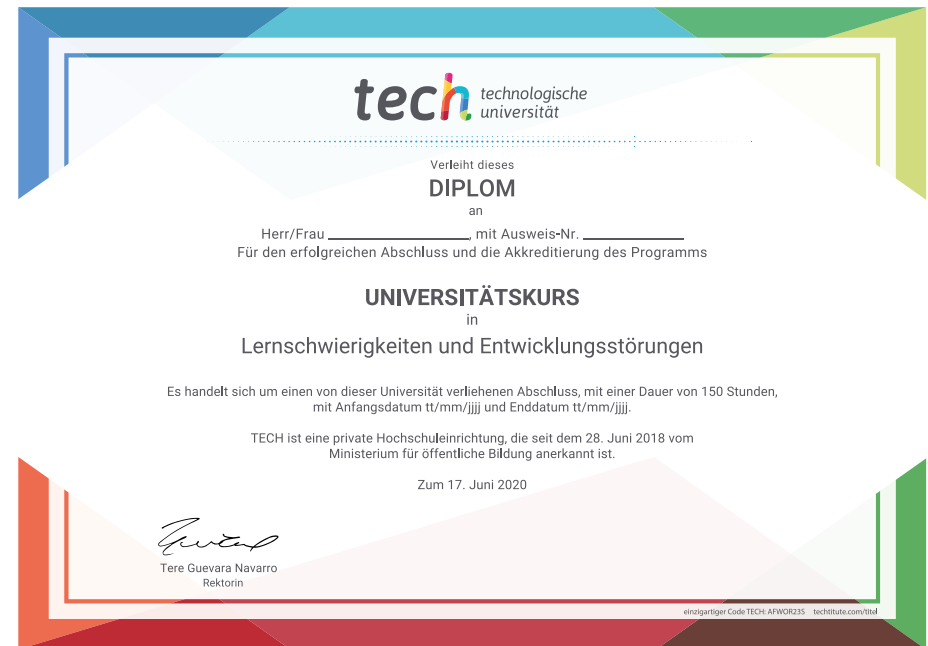 tech technologische
universität
Verleiht dieses
DIPLOM
an
Herr/Frau ____________________, mit Ausweis-Nr. ______________
Für den erfolgreichen Abschluss und die Akkreditierung des Programms
UNIVERSITÄTSKURS
in
Lernschwierigkeiten und Entwicklungsstörungen
Es handelt sich um einen von dieser Universität verliehenen Abschluss, mit einer Dauer von 150 Stunden,
mit Anfangsdatum tt/mm/jjjj und Enddatum tt/mm/jjjj.
TECH ist eine private Hochschuleinrichtung, die seit dem 28. Juni 2018 vom
Ministerium für öffentliche Bildung anerkannt ist.
Zum 17. Juni 2020
Tere Guevara Navarro
Rektorin
einzigartiger Code TECH: AFWOR23S techtitute.com/titel